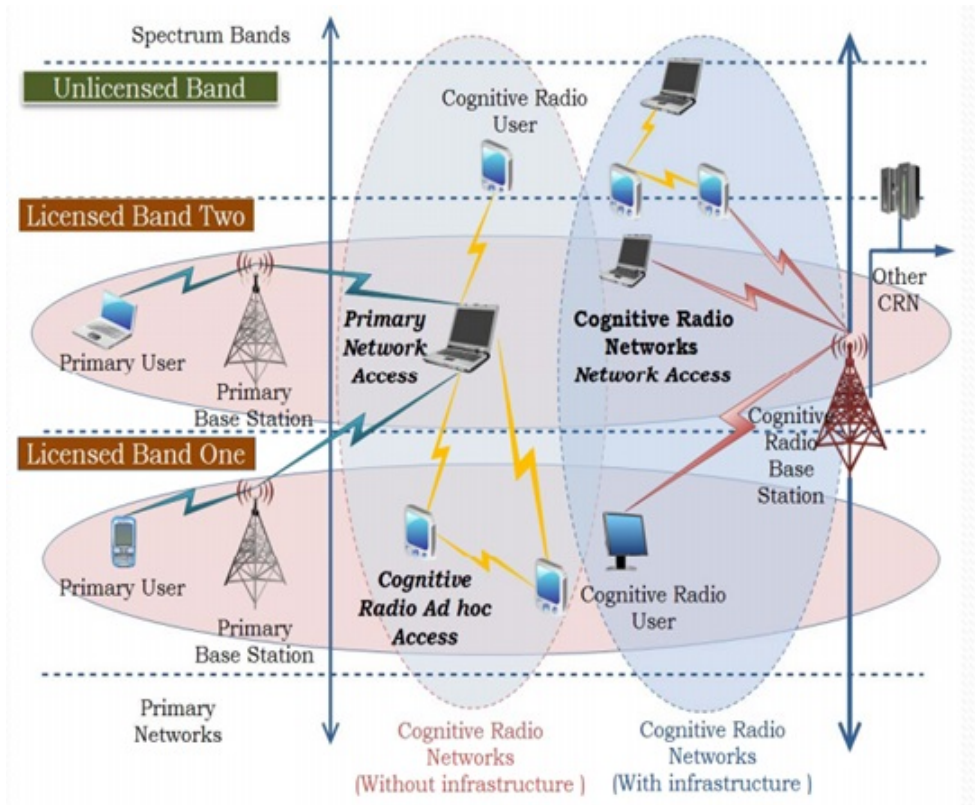 Spectrum Bands
Unlicensed Band
Cognitive Radio
User
Licensed Band Two
Primary User
Primary
Base Station
Primary
Network
Access
Cognitive Radio
Networks
Network Access
Other
CRN
Licensed Band One
Cognitive
Radio
Base
Station
Primary User
Primary
Base Station
Cognitive
Radio Ad hoc
Access
Cognitive Radio
User
Primary
Networks
Cognitive Radio
Networks
(Without infrastructure )
Cognitive Radio
Networks
(With infrastructure )